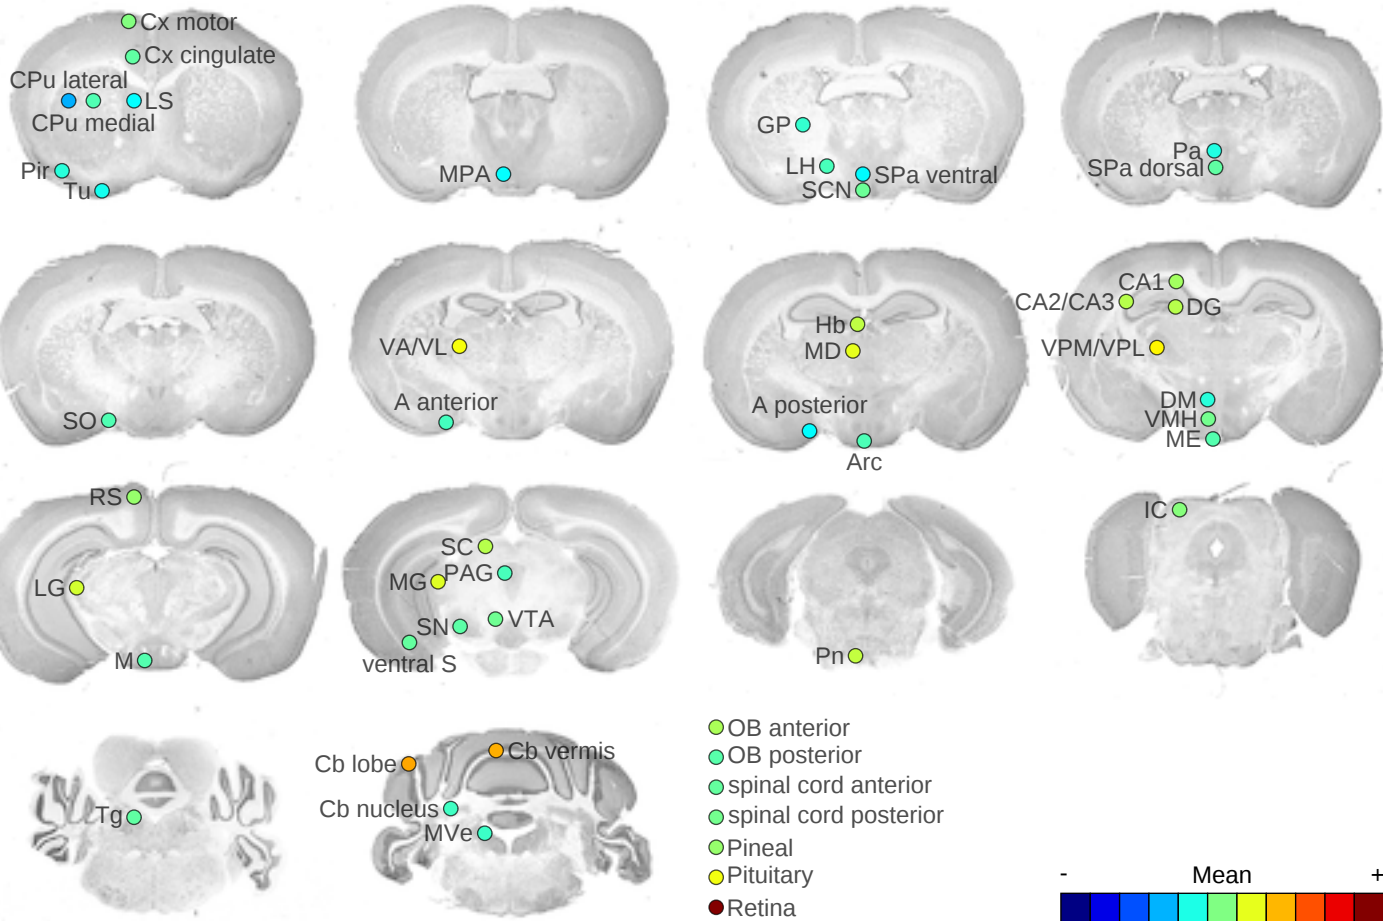 Cx motor
Cx cingulate
CPu lateral
LS
CPu medial
Pir
Tu
MPA
GP
LH
SPa ventral
SCN
Pa
SPa dorsal
SO
VA/VL
A anterior
Hb
MD
A posterior
Arc
CA1
CA2/CA3
DG
VPM/VPL
DM
VMH
ME
RS
LG
M
SC
PAG
MG
VTA
SN
ventral S
Pn
IC
Tg
Cb vermis
Cb lobe
Cb nucleus
MVe
OB anterior
OB posterior
spinal cord anterior
spinal cord posterior
Pineal
Pituitary
Retina
- Mean +